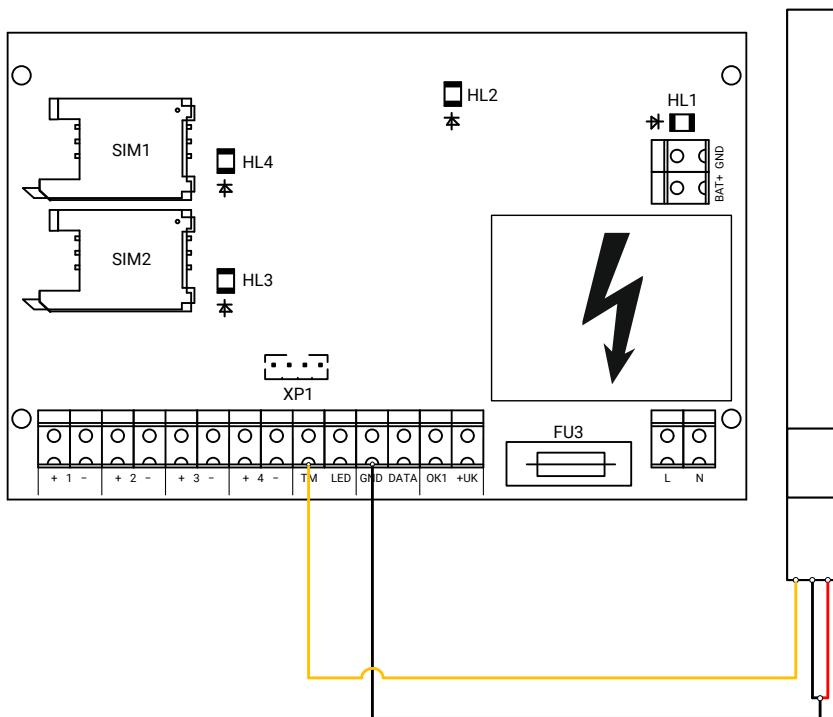 HL2
HL1
SIM1
HL4
BAT+ GND
SIM2
HL3
XP1
FU3
+ 1 − + 2 − + 3 − + 4 − TM LED GND DATA OK1 +UK L N